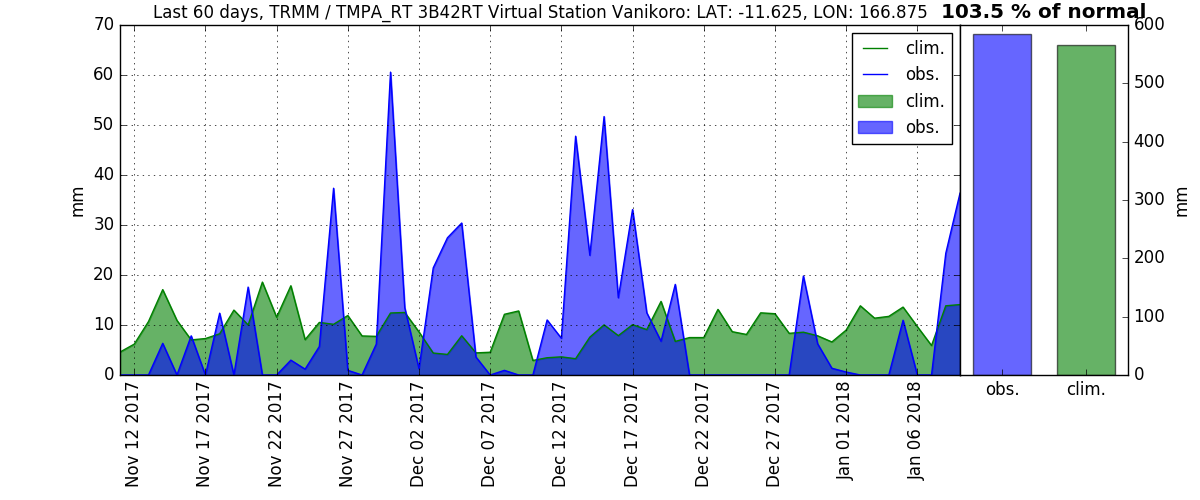 Last 60 days, TRMM / TMPA_RT 3B42RT Virtual Station Vanikoro: LAT: -11.625, LON: 166.875
103.5 % of normal
70
60
50
40
30
20
10
0
mm
clim.
obs.
clim.
obs.
Nov 12 2017
Nov 17 2017
Nov 22 2017
Nov 27 2017
Dec 02 2017
Dec 07 2017
Dec 12 2017
Dec 17 2017
Dec 22 2017
Dec 27 2017
Jan 01 2018
Jan 06 2018
600
500
400
300
200
100
0
mm
obs.
clim.